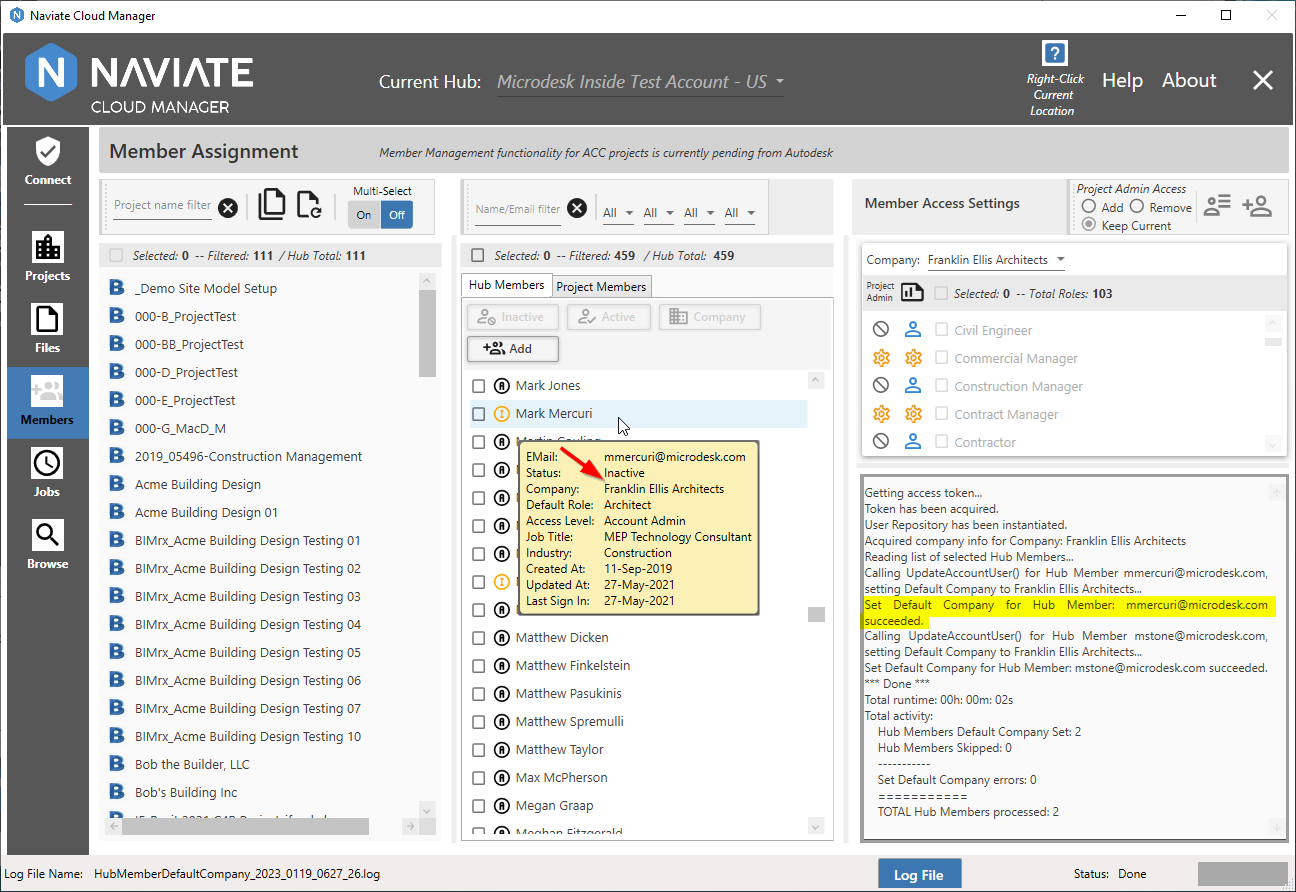 Naviate Cloud Manager
N NAVIATE
CLOUD MANAGER
Current Hub: Microdesk Inside Test Account - US
?
Right-Click
Current
Location
Help
About
Connect
Projects
Files
Members
Jobs
Browse
Member Assignment
Member Management functionality for ACC projects is currently pending from Autodesk
Project name filter
Multi-Select
On Off
Selected: 0 -- Filtered: 111 / Hub Total: 111
_Demo Site Model Setup
000-B_ProjectTest
000-BB_ProjectTest
000-D_ProjectTest
000-E_ProjectTest
000-G_MacD_M
2019_05496-Construction Management
Acme Building Design
Acme Building Design 01
BIMrx_Acme Building Design Testing 01
BIMrx_Acme Building Design Testing 02
BIMrx_Acme Building Design Testing 03
BIMrx_Acme Building Design Testing 04
BIMrx_Acme Building Design Testing 05
BIMrx_Acme Building Design Testing 06
BIMrx_Acme Building Design Testing 07
BIMrx_Acme Building Design Testing 10
Bob the Builder, LLC
Bob's Building Inc
Name/Email filter
All All All All
Selected: 0 -- Filtered: 459 / Hub Total: 459
Hub Members Project Members
Inactive Active Company
Add
Mark Jones
Mark Mercuri
EMail: mmercuri@microdesk.com
Status: Inactive
Company: Franklin Ellis Architects
Default Role: Architect
Access Level: Account Admin
Job Title: MEP Technology Consultant
Industry: Construction
Created At: 11-Sep-2019
Updated At: 27-May-2021
Last Sign In: 27-May-2021
Matthew Dicken
Matthew Finkelstein
Matthew Pasukinis
Matthew Spremulli
Matthew Taylor
Max McPherson
Megan Graap
Meghan Fitzgerald
Member Access Settings
Project Admin Access
Add Remove
Keep Current
Company: Franklin Ellis Architects
Project
Admin
Selected: 0 -- Total Roles: 103
Civil Engineer
Commercial Manager
Construction Manager
Contract Manager
Contractor
Getting access token...
Token has been acquired.
User Repository has been instantiated.
Acquired company info for Company: Franklin Ellis Architects
Reading list of selected Hub Members...
Calling UpdateAccountUser() for Hub Member mmercuri@microdesk.com,
setting Default Company to Franklin Ellis Architects...
Set Default Company for Hub Member: mmercuri@microdesk.com
succeeded.
Calling UpdateAccountUser() for Hub Member mstone@microdesk.com,
setting Default Company to Franklin Ellis Architects...
Set Default Company for Hub Member: mstone@microdesk.com succeeded.
*** Done ***
Total runtime: 00h: 00m: 02s
Total activity:
Hub Members Default Company Set: 2
Hub Members Skipped: 0
-----------
Set Default Company errors: 0
===========
TOTAL Hub Members processed: 2
Log File Name: HubMemberDefaultCompany_2023_0119_0627_26.log
Log File
Status: Done